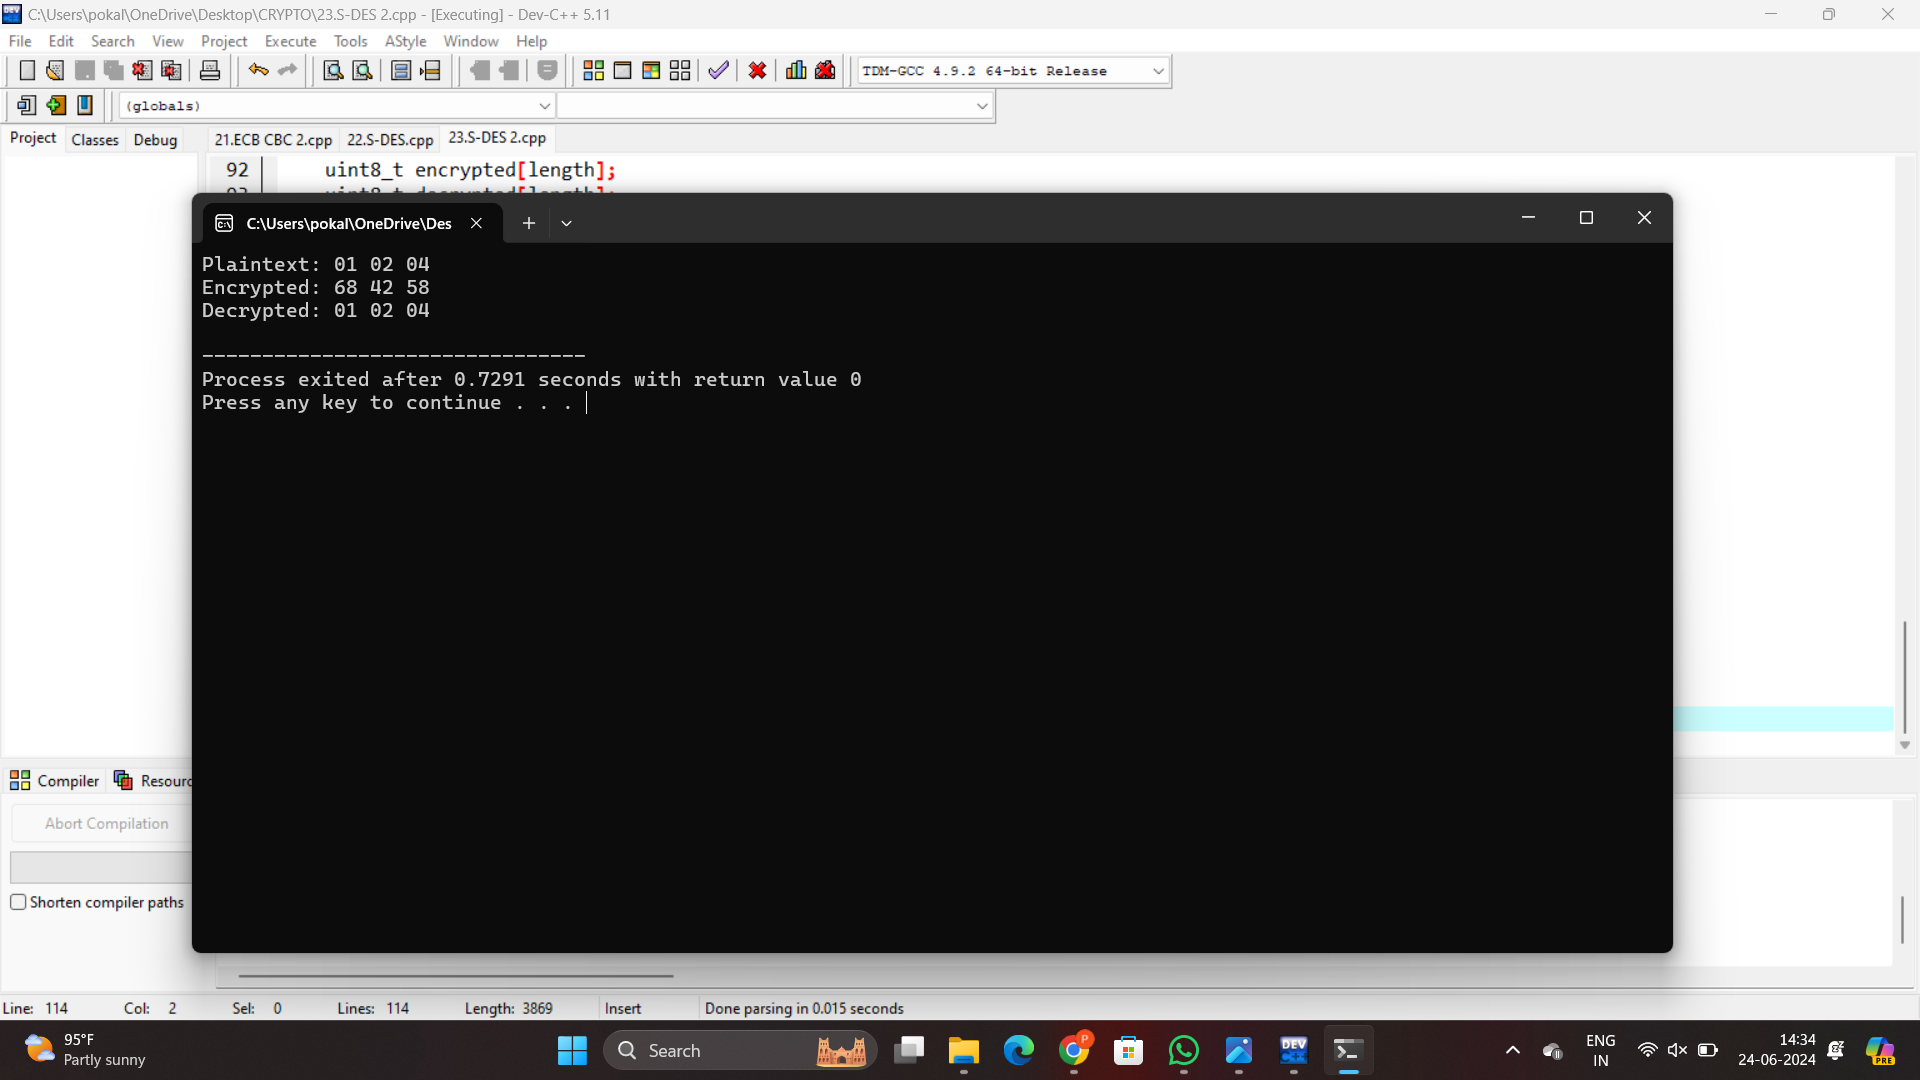 C:\Users\pokal\OneDrive\Desktop\CRYPTO\23.S-DES 2.cpp - [Executing] - Dev-C++ 5.11
File Edit Search View Project Execute Tools AStyle Window Help
TDM-GCC 4.9.2 64-bit Release
(globals)
Project Classes Debug 21.ECB CBC 2.cpp 22.S-DES.cpp 23.S-DES 2.cpp
92 uint8_t encrypted[length];
93 uint8_t decrypted[length];
C:\Users\pokal\OneDrive\Des
Plaintext: 01 02 04
Encrypted: 68 42 58
Decrypted: 01 02 04
--------------------------------
Process exited after 0.7291 seconds with return value 0
Press any key to continue . . .
Compiler Resourc
Abort Compilation
Shorten compiler paths
Line: 114 Col: 2 Sel: 0 Lines: 114 Length: 3869 Insert Done parsing in 0.015 seconds
95°F
Partly sunny
Search
P
DEV
PRE
ENG
IN
14:34
24-06-2024